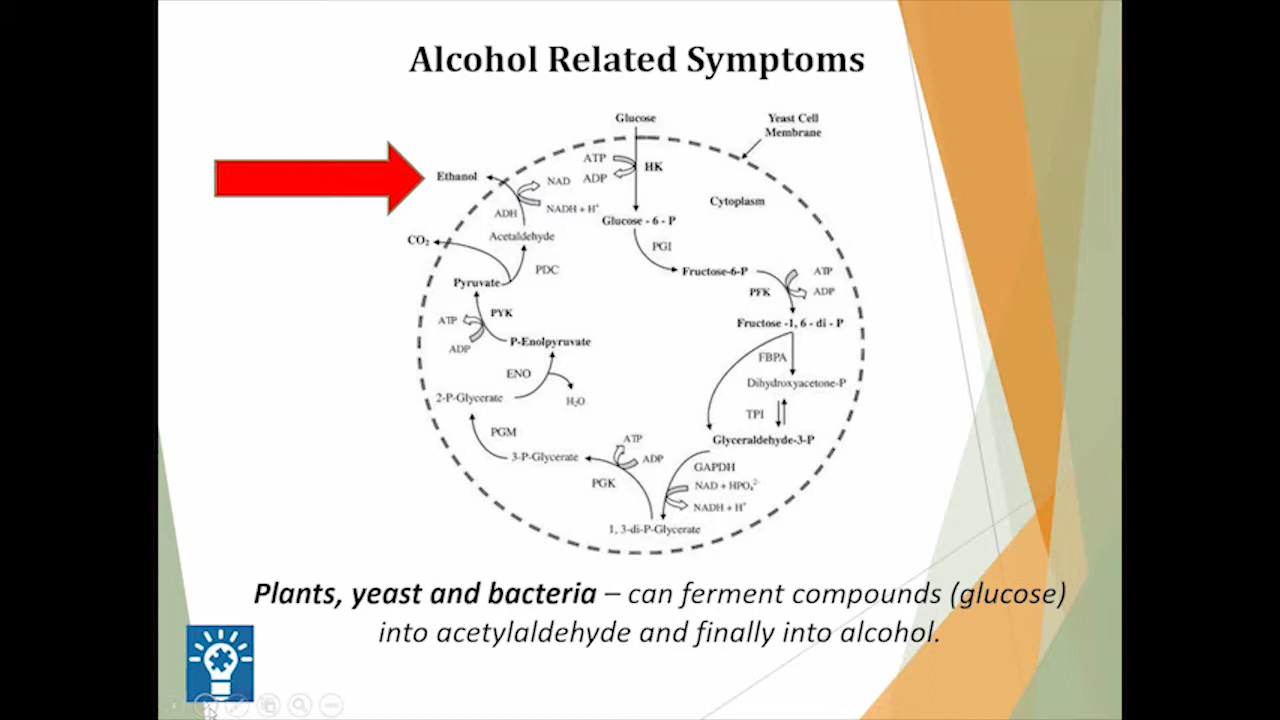 Alcohol Related Symptoms
Glucose
Yeast Cell
Membrane
ATP
HK
ADP
Ethanol
NAD
NADH + H⁺
ADH
Cytoplasm
Glucose - 6 - P
CO₂
Acetaldehyde
PGI
PDC
Fructose-6-P
ATP
PFK
ADP
Pyruvate
PYK
ATP
ADP
Fructose -1, 6 - di - P
P-Enolpyruvate
FBPA
ENO
Dihydroxyacetone-P
2-P-Glycerate
H₂O
TPI
PGM
ATP
Glyceraldehyde-3-P
3-P-Glycerate
ADP
GAPDH
PGK
NAD + HPO₄²⁻
NADH + H⁺
1, 3-di-P-Glycerate
Plants, yeast and bacteria – can ferment compounds (glucose)
into acetylaldehyde and finally into alcohol.